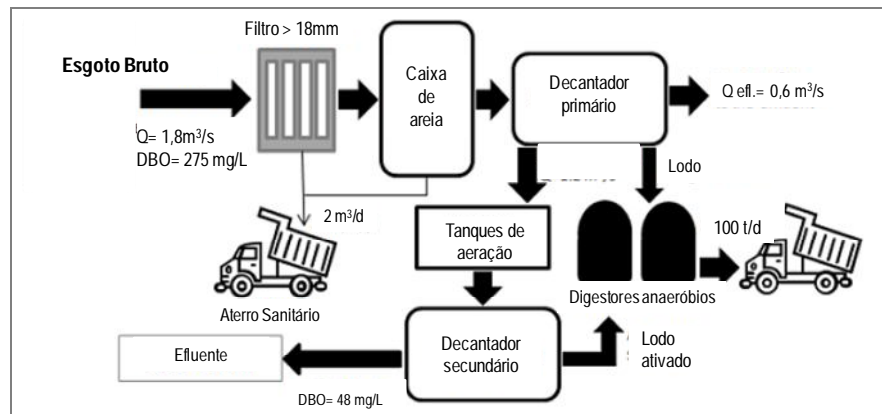 Filtro > 18mm
Esgoto Bruto
Caixa
de
areia
Decantador
primário
Q efl.= 0,6 m³/s
Q= 1,8m³/s
DBO= 275 mg/L
Lodo
2 m³/d
Tanques de
aeração
100 t/d
Aterro Sanitário
Digestores anaeróbios
Efluente
Decantador
secundário
Lodo
ativado
DBO= 48 mg/L